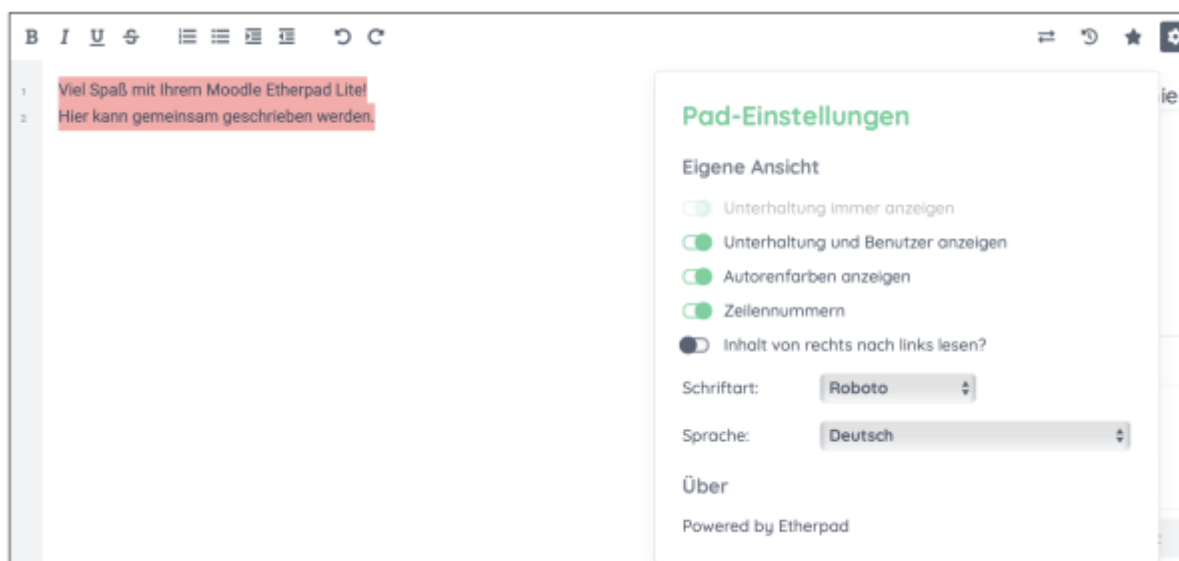 B I U S
1 Viel Spaß mit Ihrem Moodle Etherpad Lite!
2 Hier kann gemeinsam geschrieben werden.
Pad-Einstellungen
Eigene Ansicht
Unterhaltung immer anzeigen
Unterhaltung und Benutzer anzeigen
Autorenfarben anzeigen
Zeilennummern
Inhalt von rechts nach links lesen?
Schriftart: Roboto
Sprache: Deutsch
Über
Powered by Etherpad